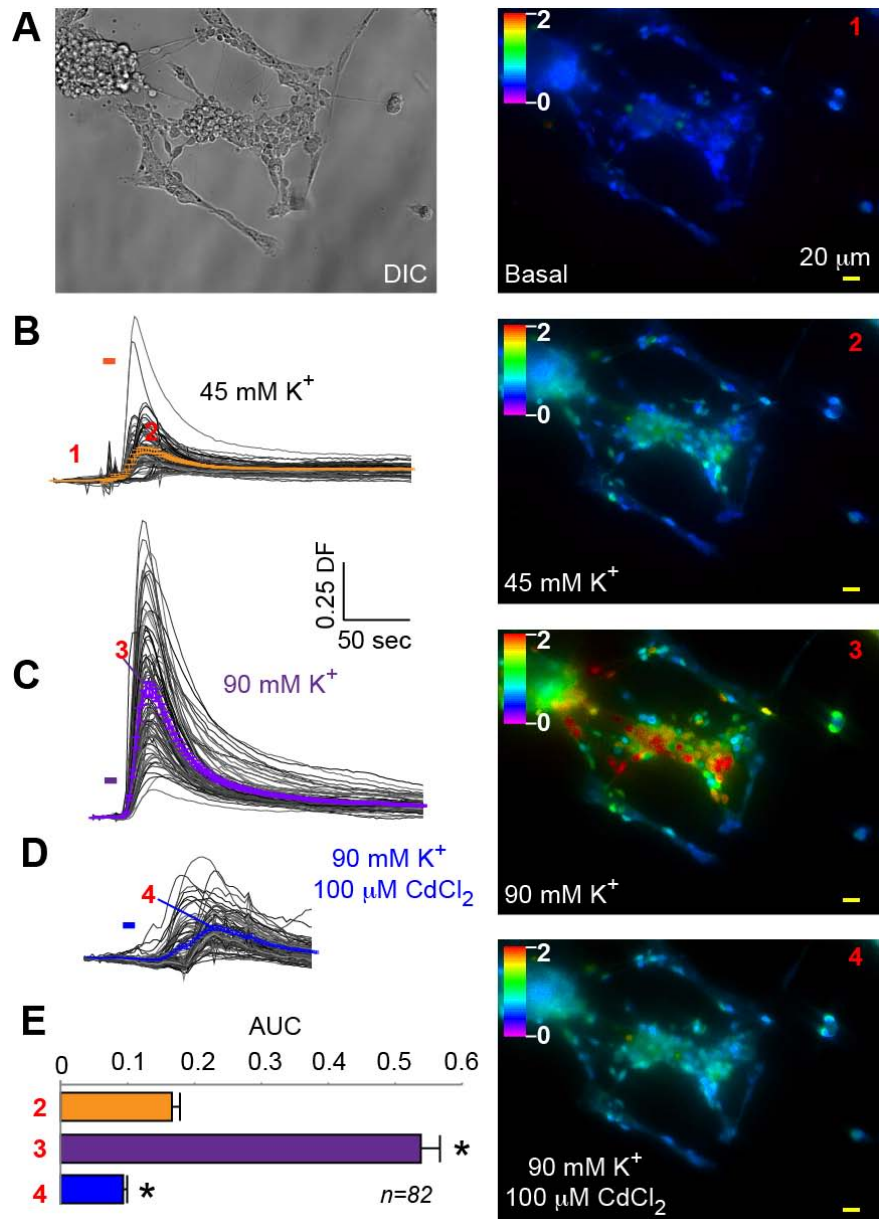 A
DIC
2
0
1
Basal
20 μm
B
45 mM K+
1
2
0.25 DF
50 sec
2
0
2
45 mM K+
C
3
90 mM K+
2
0
3
90 mM K+
D
90 mM K+
100 μM CdCl2
4
2
0
4
90 mM K+
100 μM CdCl2
E
AUC
0 0.1 0.2 0.3 0.4 0.5 0.6
2
3 *
4 * n=82